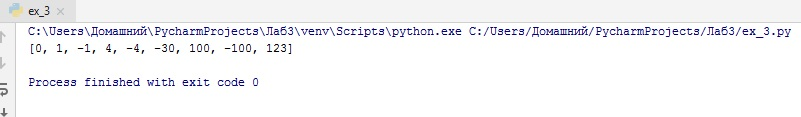 ex_3
C:\Users\Домашний\PycharmProjects\Лаб3\venv\Scripts\python.exe C:/Users/Домашний/PycharmProjects/Лаб3/ex_3.py
[0, 1, -1, 4, -4, -30, 100, -100, 123]
Process finished with exit code 0